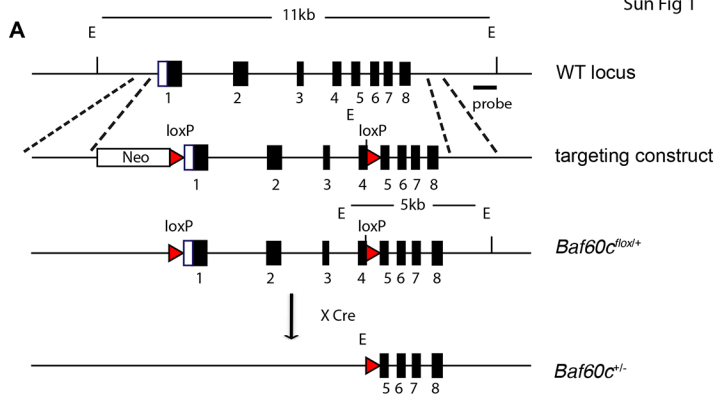 Sun Fig 1
A
11kb
E E
WT locus
1 2 3 4 5 6 7 8
probe
E
loxP loxP
Neo
targeting construct
1 2 3 4 5 6 7 8
5kb
E E
loxP loxP
Baf60cflox/+
1 2 3 4 5 6 7 8
X Cre
E
Baf60c+/-
5 6 7 8